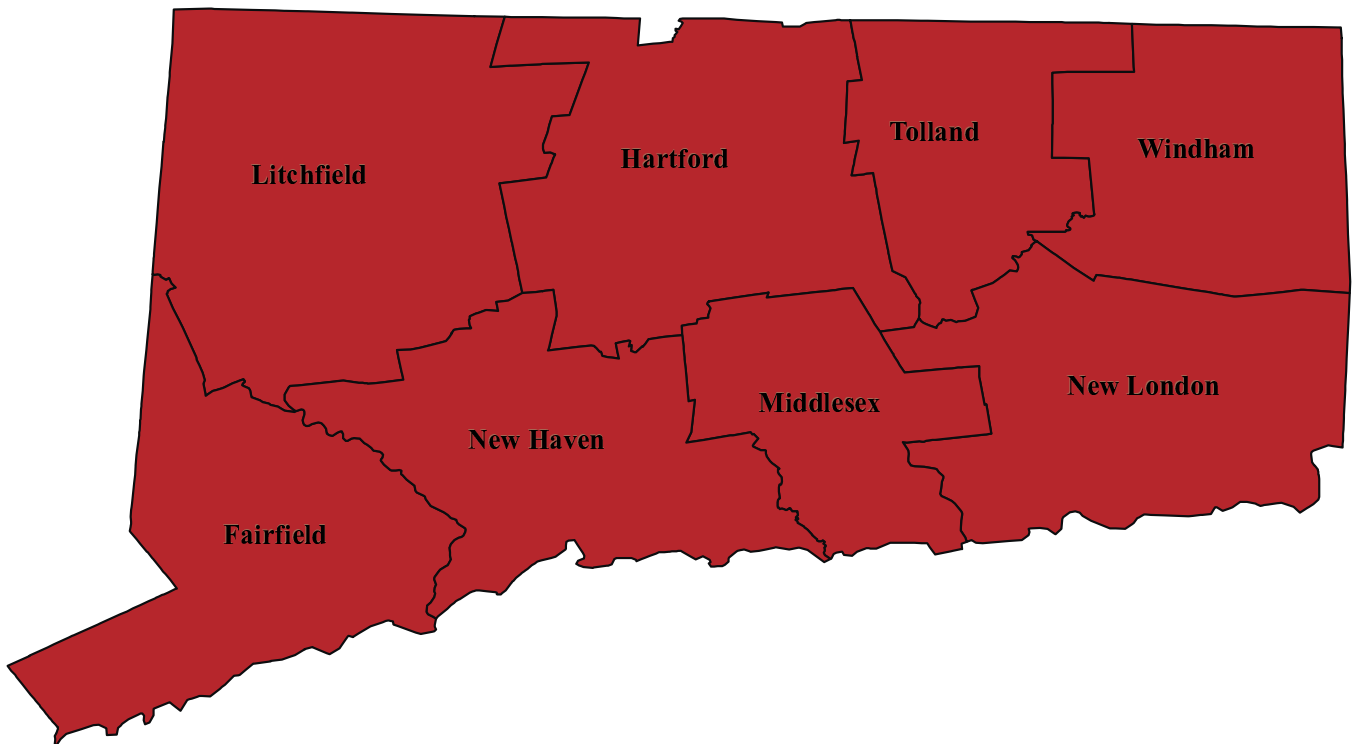 Tolland
Windham
Hartford
Litchfield
New London
Middlesex
New Haven
Fairfield